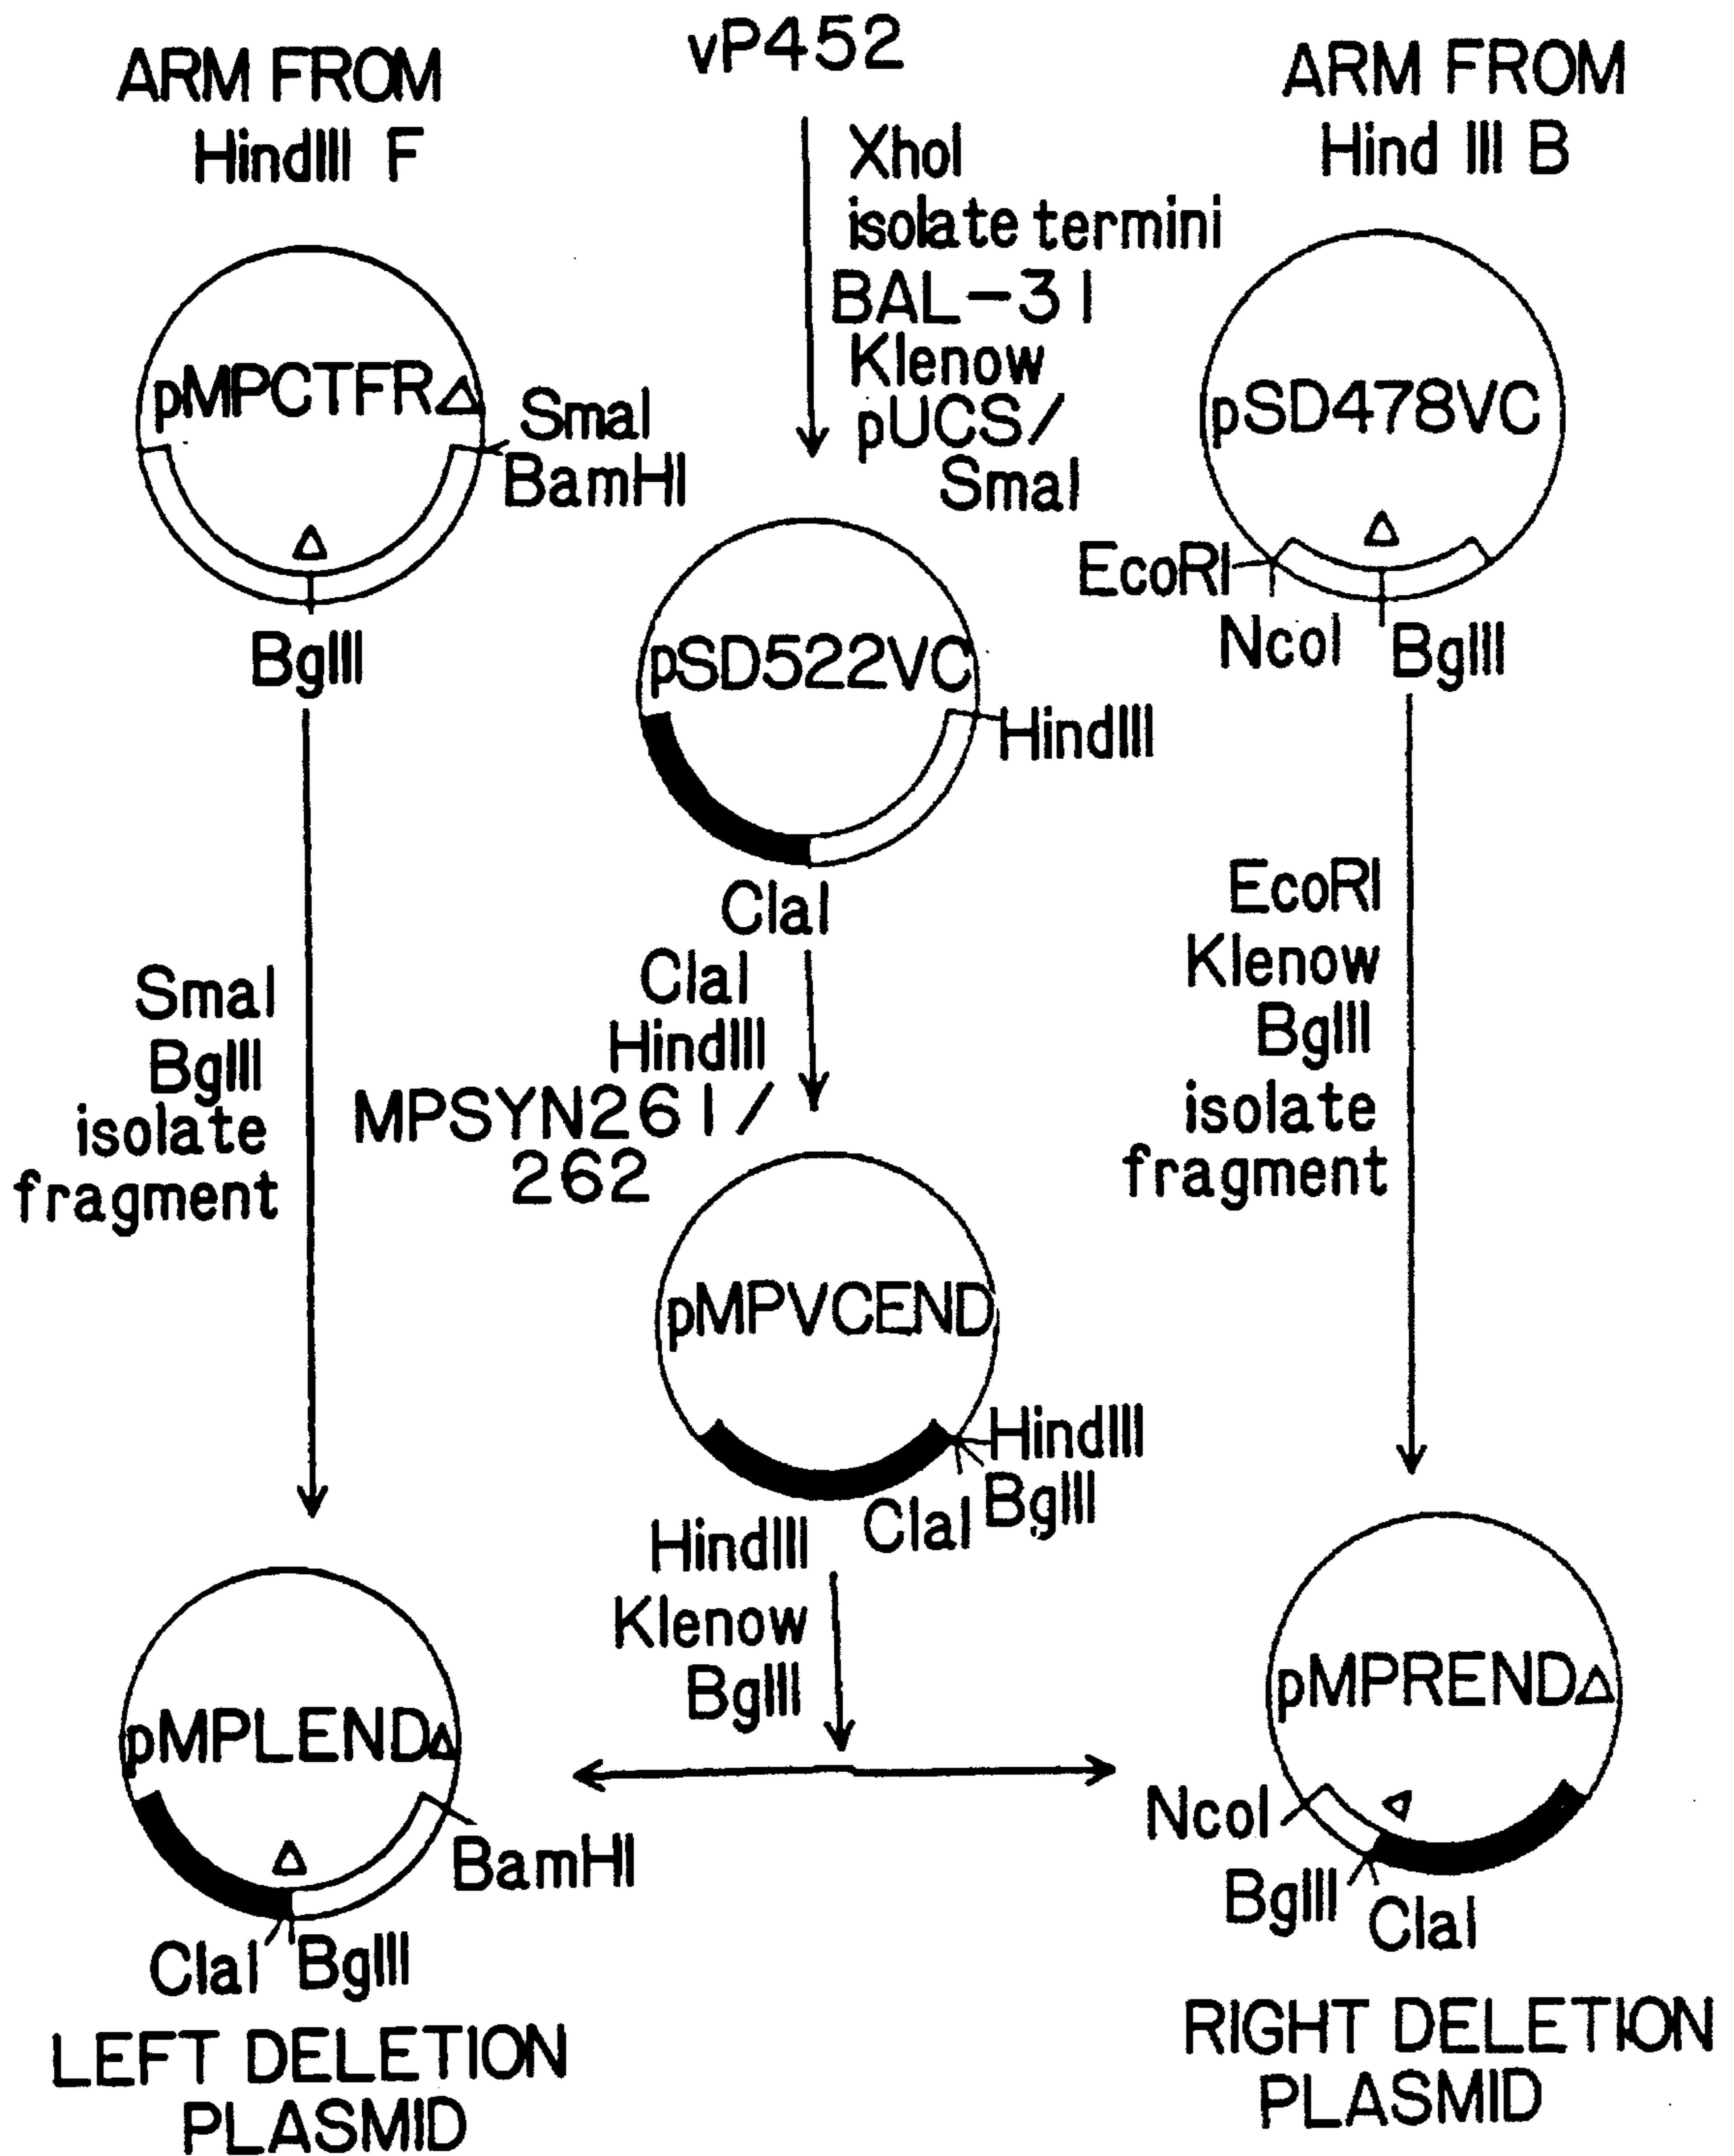 ARM FROM
HindIII F
vP452
ARM FROM
Hind III B
XhoI
isolate termini
BAL-31
Klenow
pUCS/
SmaI
pMPCTFRΔ
SmaI
BamHI
Δ
BglII
pSD478VC
Δ
EcoRI
NcoI
BglII
pSD522VC
HindIII
ClaI
SmaI
BglII
isolate
fragment
ClaI
HindIII
MPSYN261/
262
EcoRI
Klenow
BglII
isolate
fragment
pMPVCEND
HindIII
BglII
ClaI
HindIII
Klenow
BglII
pMPLENDΔ
Δ
BamHI
ClaI BglII
LEFT DELETION
PLASMID
pMPRENDΔ
Δ
NcoI
BglII
ClaI
RIGHT DELETION
PLASMID